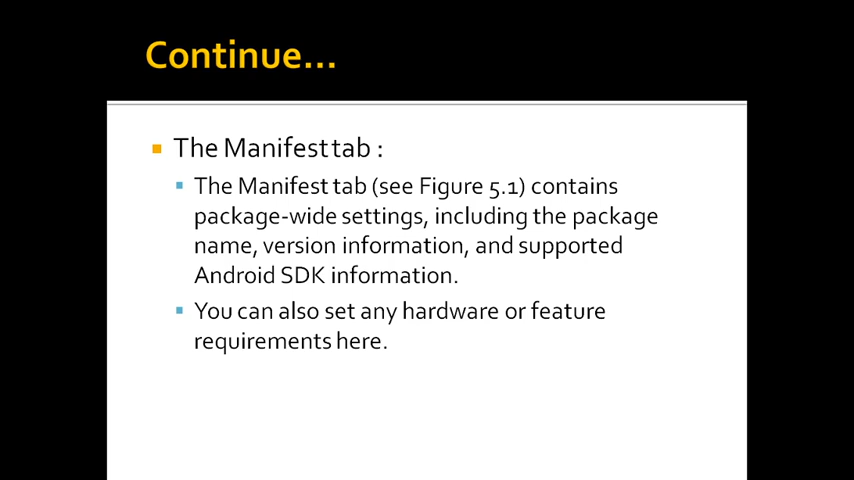 Continue...
The Manifest tab :
The Manifest tab (see Figure 5.1) contains
package-wide settings, including the package
name, version information, and supported
Android SDK information.
You can also set any hardware or feature
requirements here.